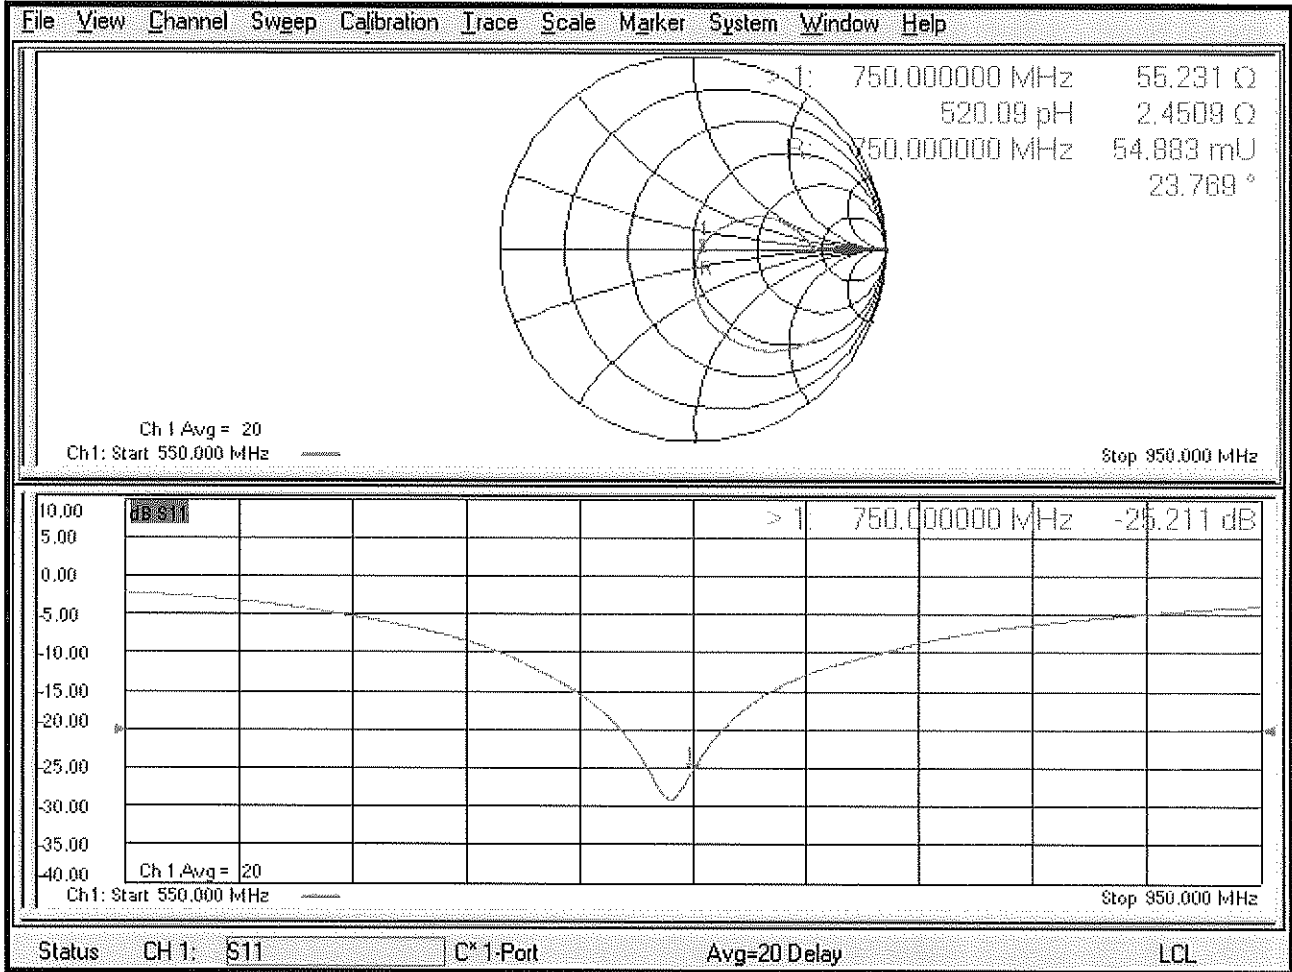 File View Channel Sweep Calibration Trace Scale Marker System Window Help
> 1: 750.000000 MHz 55.231 Ω
520.09 pH 2.4509 Ω
R: 750.000000 MHz 54.883 mU
23.769 °
1
R
Ch 1 Avg = 20
Ch1: Start 550.000 MHz
Stop 950.000 MHz
10.00
dB S11
> 1: 750.000000 MHz -25.211 dB
5.00
0.00
-5.00
-10.00
-15.00
-20.00
-25.00
-30.00
-35.00
-40.00
1
Ch 1 Avg = 20
Ch1: Start 550.000 MHz
Stop 950.000 MHz
Status CH 1: S11 C* 1-Port Avg=20 Delay LCL